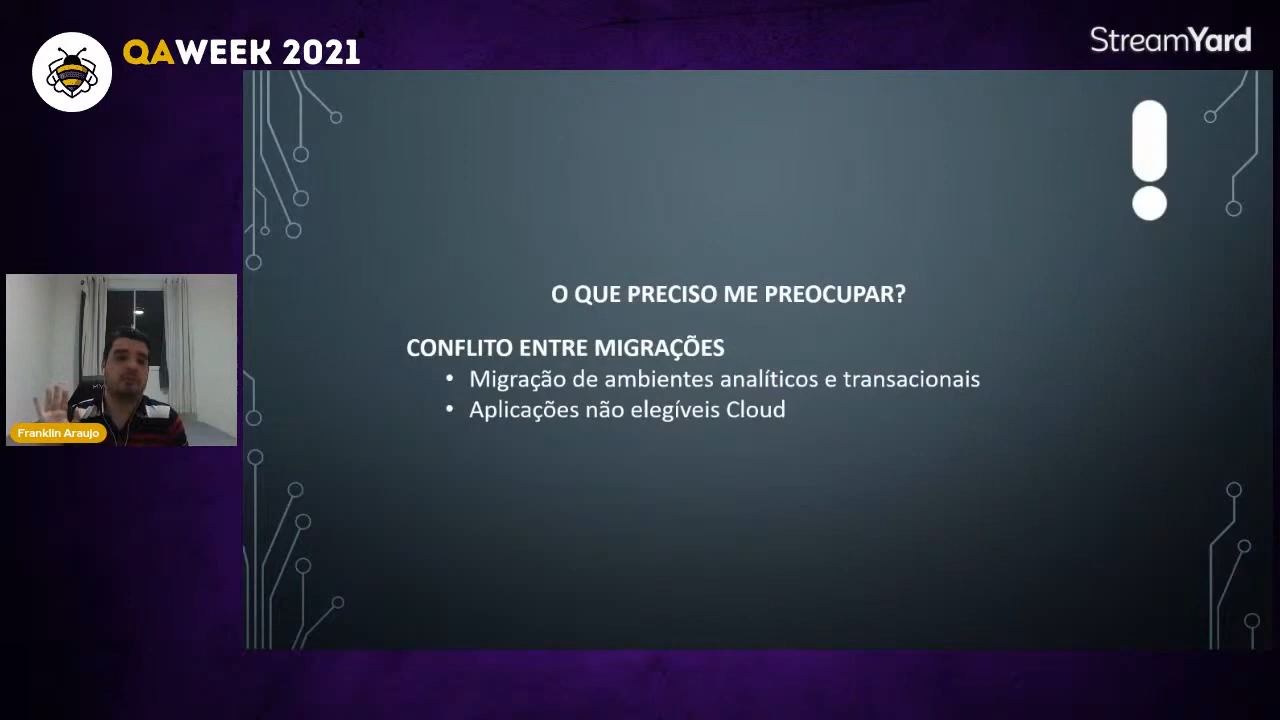 QAWEEK 2021
StreamYard
O QUE PRECISO ME PREOCUPAR?
CONFLITO ENTRE MIGRAÇÕES
• Migração de ambientes analíticos e transacionais
• Aplicações não elegíveis Cloud
Franklin Araujo